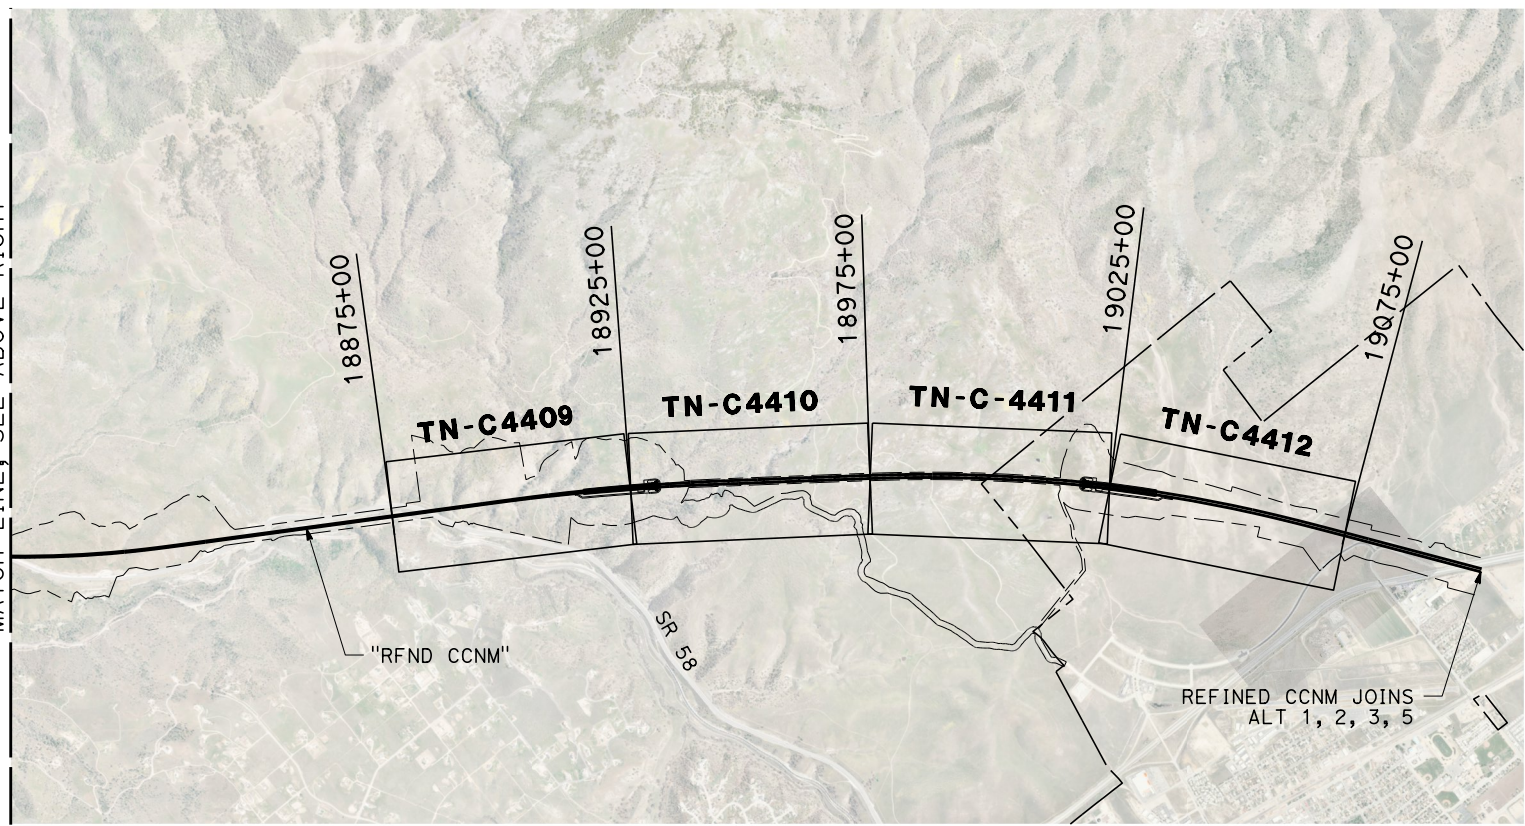 18875+00
18925+00
18975+00
19025+00
19075+00
TN-C4409
TN-C4410
TN-C-4411
TN-C4412
"RFND CCNM"
SR 58
REFINED CCNM JOINS
ALT 1, 2, 3, 5